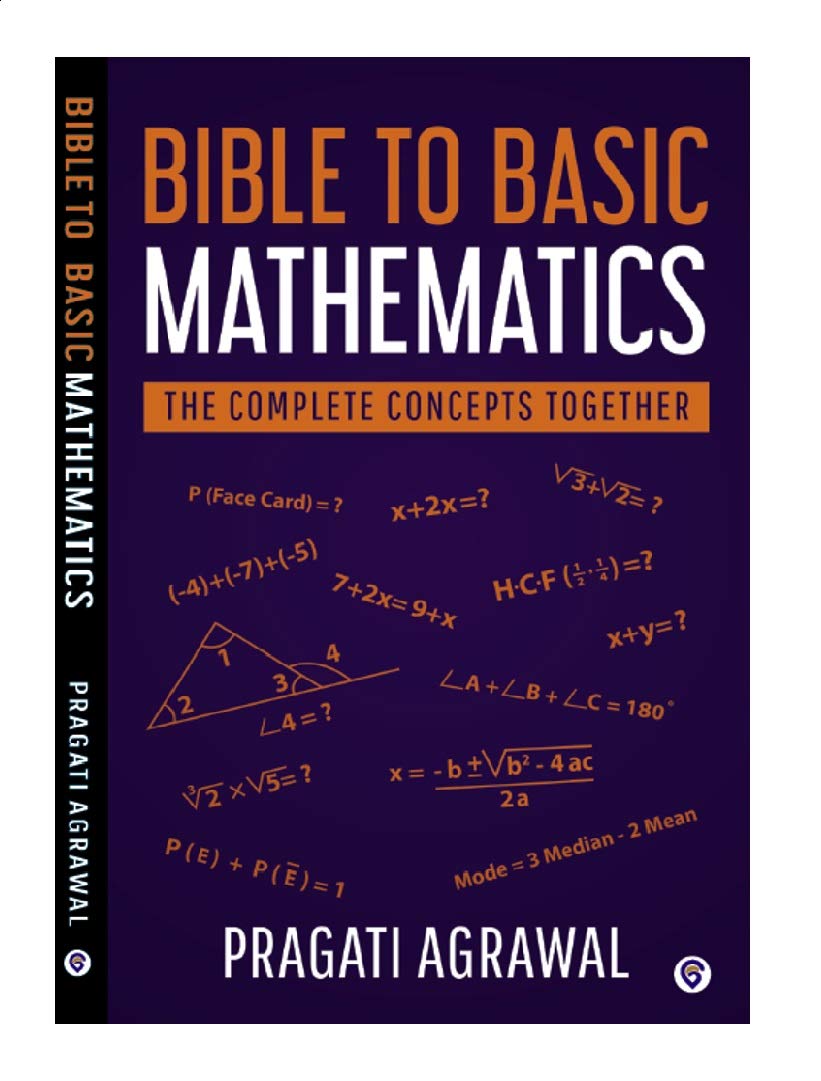 BIBLE TO BASIC MATHEMATICS PRAGATI AGRAWAL
BIBLE TO BASIC
MATHEMATICS
THE COMPLETE CONCEPTS TOGETHER
P (Face Card) = ?
x+2x=?
√3+√2= ?
(-4)+(-7)+(-5)
7+2x= 9+x
H·C·F (1/2, 1/4)=?
x+y=?
1
2
3
4
∠4 = ?
∠A + ∠B + ∠C = 180°
∛2 × √5= ?
x = -b ± √b² - 4 ac
2a
P (E) + P (E̅) = 1
Mode = 3 Median - 2 Mean
PRAGATI AGRAWAL